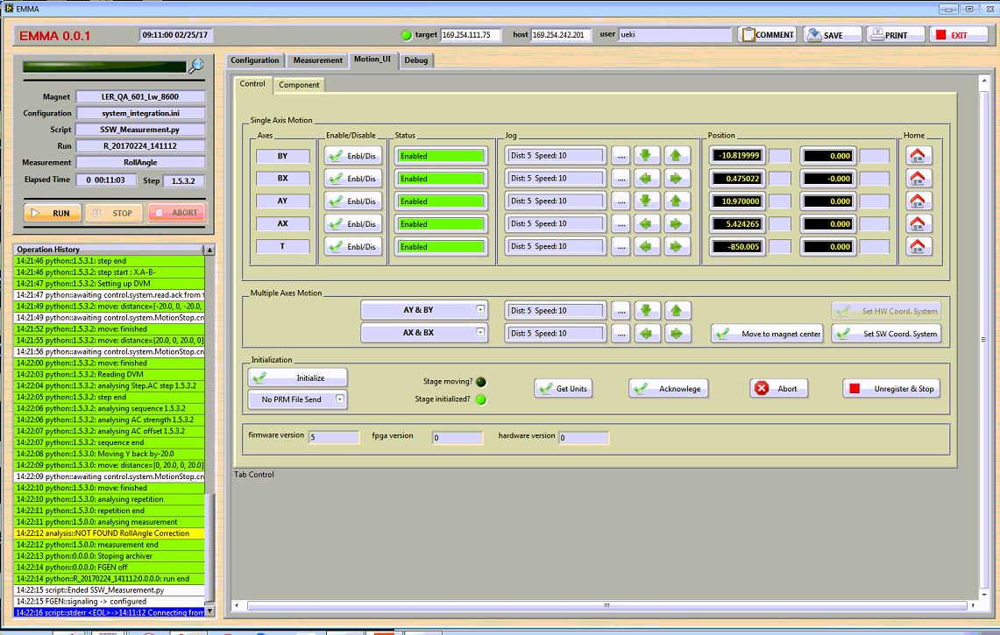 EMMA
EMMA 0.0.1
09:11:00 02/25/17
target 169.254.111.75 host 169.254.242.201 user ueki
COMMENT SAVE PRINT EXIT
Magnet LER_QA_601_Lw_8600
Configuration system_integration.ini
Script SSW_Measurement.py
Run R_20170224_141112
Measurement RollAngle
Elapsed Time 0 00:11:03 Step 1.5.3.2
RUN STOP ABORT
Operation History
14:21:46 python::1.5.3.1: step end
14:21:46 python::1.5.3.2: step start : X.A-B-
14:21:47 python::1.5.3.2: Setting up DVM
14:21:47 python::awaiting control.system.read.ack from t
14:21:49 python::1.5.3.2: move: distance=[-20.0, 0, -20.0,
14:21:49 python::awaiting control.system.MotionStop.cn
14:21:52 python::1.5.3.2: move: finished
14:21:55 python::1.5.3.2: move: distance=[20.0, 0, 20.0, 0]
14:21:56 python::awaiting control.system.MotionStop.cn
14:22:00 python::1.5.3.2: move: finished
14:22:03 python::1.5.3.2: Reading DVM
14:22:04 python::1.5.3.2: analysing Step.AC step 1.5.3.2
14:22:05 python::1.5.3.2: step end
14:22:06 python::1.5.3.2: analysing sequence 1.5.3.2
14:22:06 python::1.5.3.2: analysing AC strength 1.5.3.2
14:22:07 python::1.5.3.2: analysing AC offset 1.5.3.2
14:22:07 python::1.5.3.2: sequence end
14:22:08 python::1.5.3.0: Moving Y back by-20.0
14:22:09 python::1.5.3.0: move: distance=[0, 20.0, 0, 20.0]
14:22:09 python::awaiting control.system.MotionStop.cn
14:22:10 python::1.5.3.0: move: finished
14:22:10 python::1.5.3.0: analysing repetition
14:22:11 python::1.5.3.0: repetition end
14:22:11 python::1.5.0.0: analysing measurement
14:22:12 analysis::NOT FOUND RollAngle Correction
14:22:12 python::1.5.0.0: measurement end
14:22:13 python::0.0.0.0: Stoping archiver
14:22:14 python::0.0.0.0: FGEN off
14:22:14 python::R_20170224_141112:0.0.0.0: run end
14:22:15 script::Ended SSW_Measurement.py
14:22:15 FGEN::signaling -> configured
14:22:16 script::stderr <EOL>->14:11:12 Connecting from
Configuration Measurement Motion_UI Debug
Control Component
Single Axis Motion
Axes Enable/Disable Status Jog Position Home
BY Enbl/Dis Enabled Dist: 5 Speed: 10 .... -10.819999 0.000
BX Enbl/Dis Enabled Dist: 5 Speed: 10 .... 0.475022 -0.000
AY Enbl/Dis Enabled Dist: 5 Speed: 10 .... 10.970000 0.000
AX Enbl/Dis Enabled Dist: 5 Speed: 10 .... 5.424265 0.000
T Enbl/Dis Enabled Dist: 5 Speed: 10 .... -850.005 0.000
Multiple Axes Motion
AY & BY Dist: 5 Speed: 10 .... Set HW Coord. System
AX & BX Dist: 5 Speed: 10 .... Move to magnet center Set SW Coord. System
Initialization
Initialize Stage moving? Get Units Acknowlege Abort Unregister & Stop
No PRM File Send Stage initialized?
firmware version 5 fpga version 0 hardware version 0
Tab Control